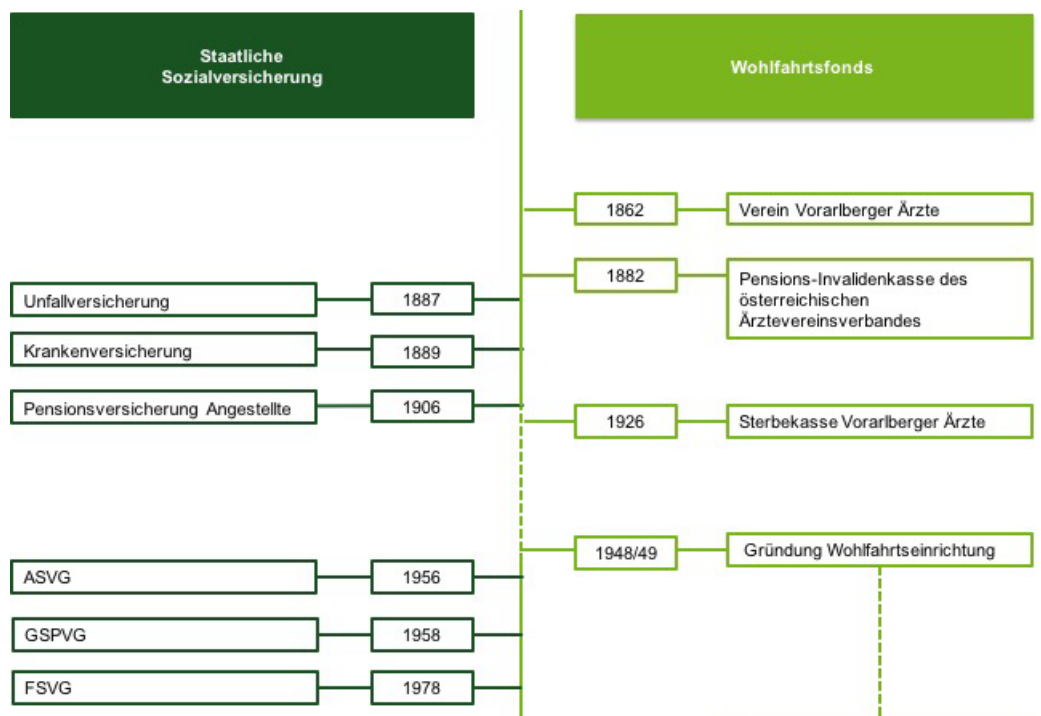 Staatliche
Sozialversicherung
Wohlfahrtsfonds
1862
Verein Vorarlberger Ärzte
1882
Pensions-Invalidenkasse des
österreichischen
Ärztevereinsverbandes
Unfallversicherung
1887
Krankenversicherung
1889
Pensionsversicherung Angestellte
1906
1926
Sterbekasse Vorarlberger Ärzte
1948/49
Gründung Wohlfahrtseinrichtung
ASVG
1956
GSPVG
1958
FSVG
1978